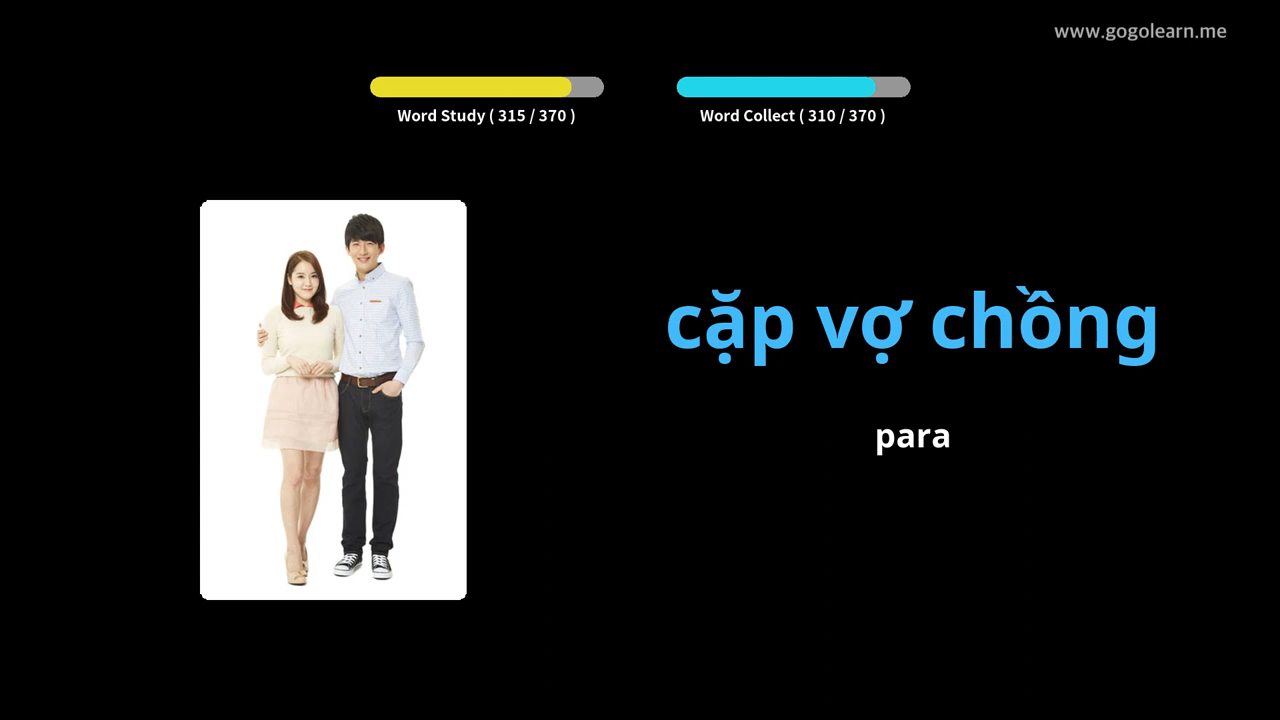 www.gogolearn.me
Word Study ( 315 / 370 )
Word Collect ( 310 / 370 )
cặp vợ chồng
para